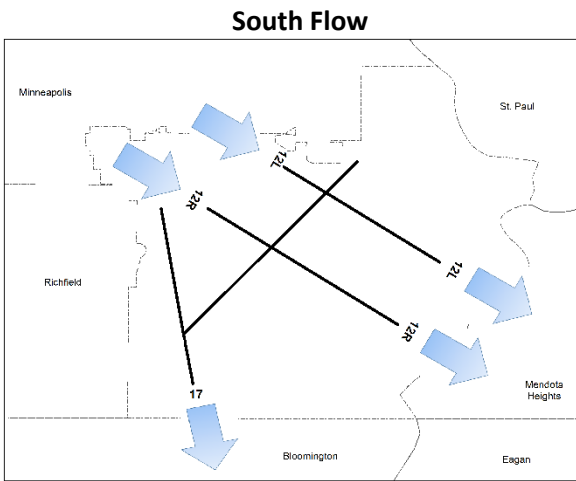 South Flow
Minneapolis
St. Paul
12L
12R
Richfield
12L
12R
17
Mendota
Heights
Bloomington
Eagan